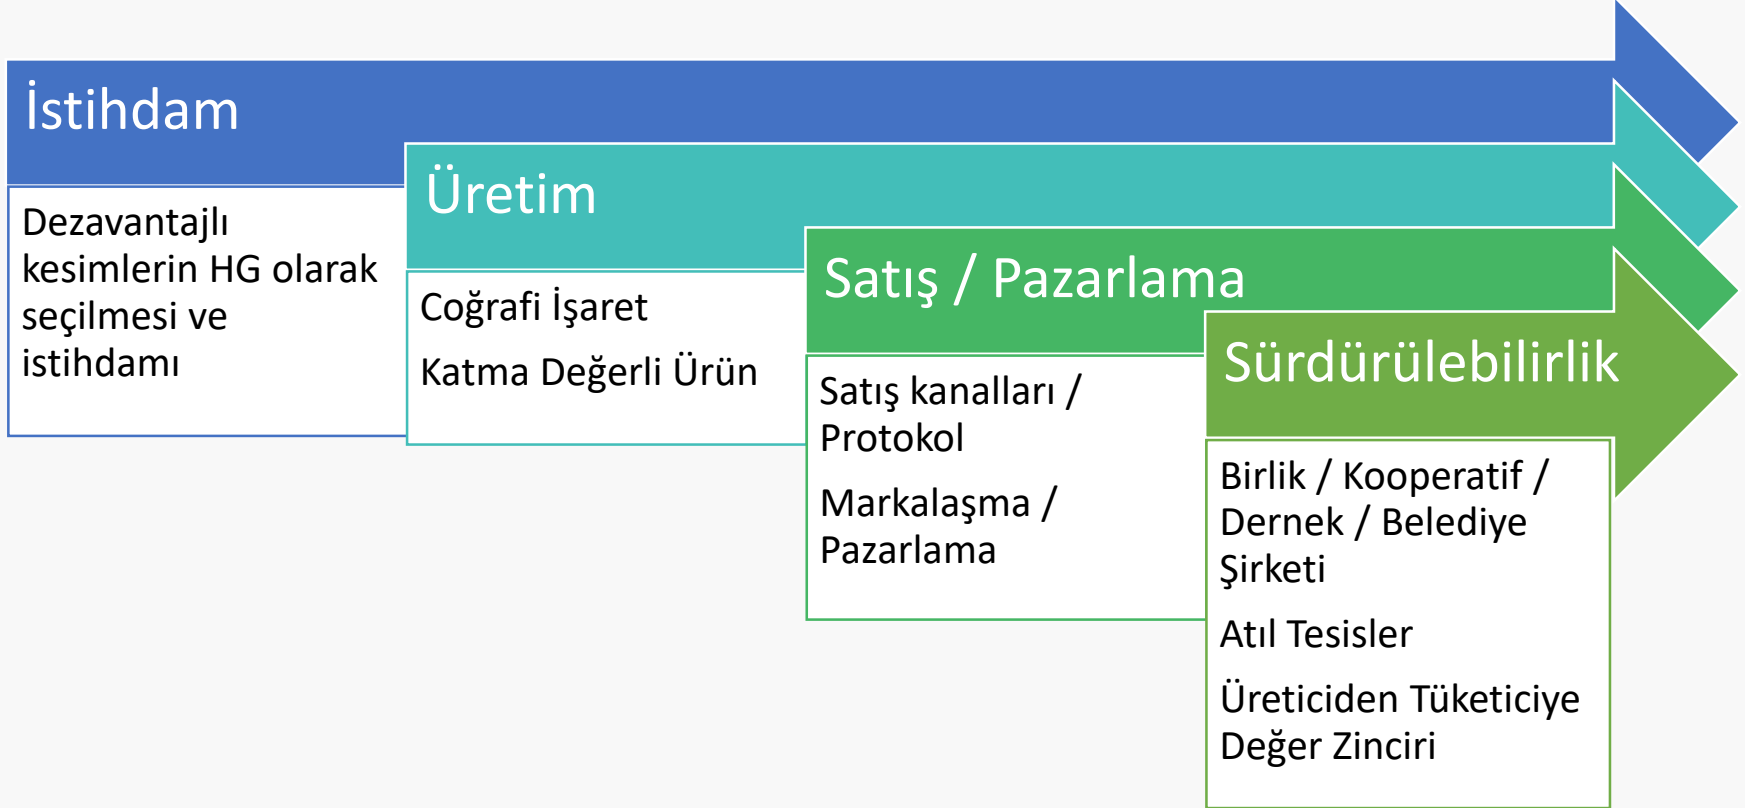 İstihdam
Dezavantajlı
kesimlerin HG olarak
seçilmesi ve
istihdamı
Üretim
Coğrafi İşaret
Katma Değerli Ürün
Satış / Pazarlama
Satış kanalları /
Protokol
Markalaşma /
Pazarlama
Sürdürülebilirlik
Birlik / Kooperatif /
Dernek / Belediye
Şirketi
Atıl Tesisler
Üreticiden Tüketiciye
Değer Zinciri